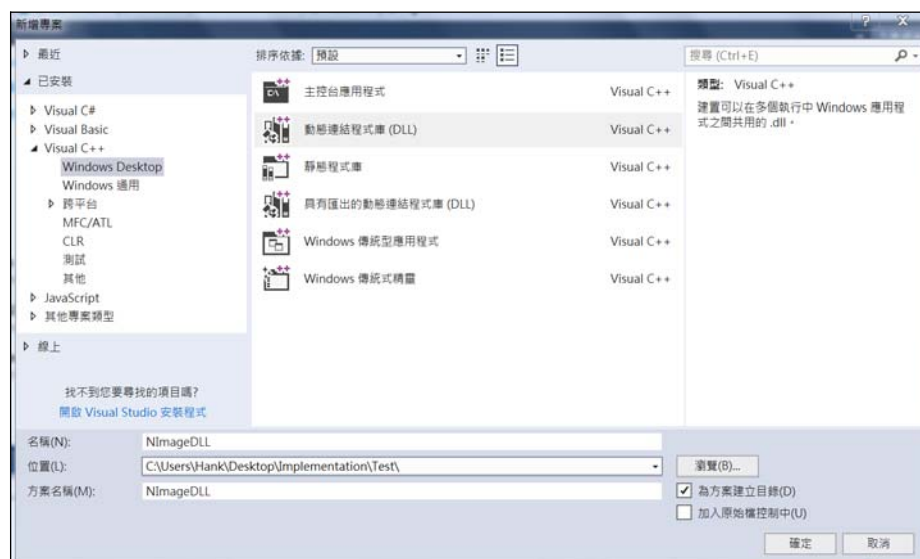 新增專案
最近
已安裝
Visual C#
Visual Basic
Visual C++
Windows Desktop
Windows 通用
跨平台
MFC/ATL
CLR
測試
其他
JavaScript
其他專案類型
線上
找不到您要尋找的項目嗎?
開啟 Visual Studio 安裝程式
排序依據: 預設
主控台應用程式 Visual C++
動態連結程式庫 (DLL) Visual C++
靜態程式庫 Visual C++
具有匯出的動態連結程式庫 (DLL) Visual C++
Windows 傳統型應用程式 Visual C++
Windows 傳統式精靈 Visual C++
搜尋 (Ctrl+E)
類型: Visual C++
建置可以在多個執行中 Windows 應用程
式之間共用的 .dll。
名稱(N): NImageDLL
位置(L): C:\Users\Hank\Desktop\Implementation\Test\
瀏覽(B)...
方案名稱(M): NImageDLL
為方案建立目錄(D)
加入原始檔控制中(U)
確定 取消